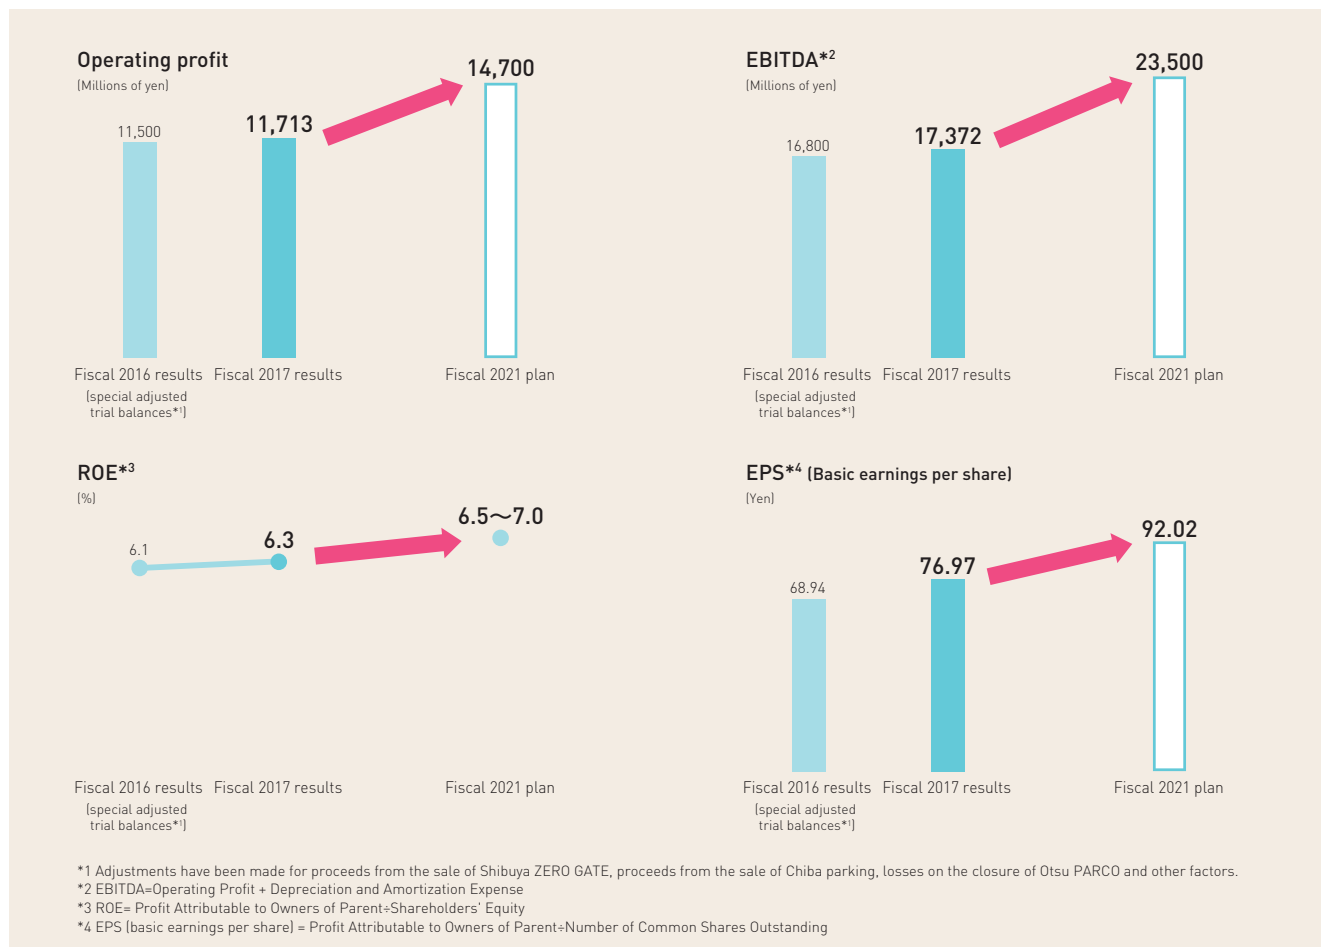 Operating profit
(Millions of yen)
11,500
11,713
14,700
Fiscal 2016 results
(special adjusted
trial balances*1)
Fiscal 2017 results
Fiscal 2021 plan
EBITDA*2
(Millions of yen)
16,800
17,372
23,500
Fiscal 2016 results
(special adjusted
trial balances*1)
Fiscal 2017 results
Fiscal 2021 plan
ROE*3
(%)
6.1
6.3
6.5〜7.0
Fiscal 2016 results
(special adjusted
trial balances*1)
Fiscal 2017 results
Fiscal 2021 plan
EPS*4 (Basic earnings per share)
(Yen)
68.94
76.97
92.02
Fiscal 2016 results
(special adjusted
trial balances*1)
Fiscal 2017 results
Fiscal 2021 plan
*1 Adjustments have been made for proceeds from the sale of Shibuya ZERO GATE, proceeds from the sale of Chiba parking, losses on the closure of Otsu PARCO and other factors.
*2 EBITDA=Operating Profit + Depreciation and Amortization Expense
*3 ROE= Profit Attributable to Owners of Parent÷Shareholders' Equity
*4 EPS (basic earnings per share) = Profit Attributable to Owners of Parent÷Number of Common Shares Outstanding